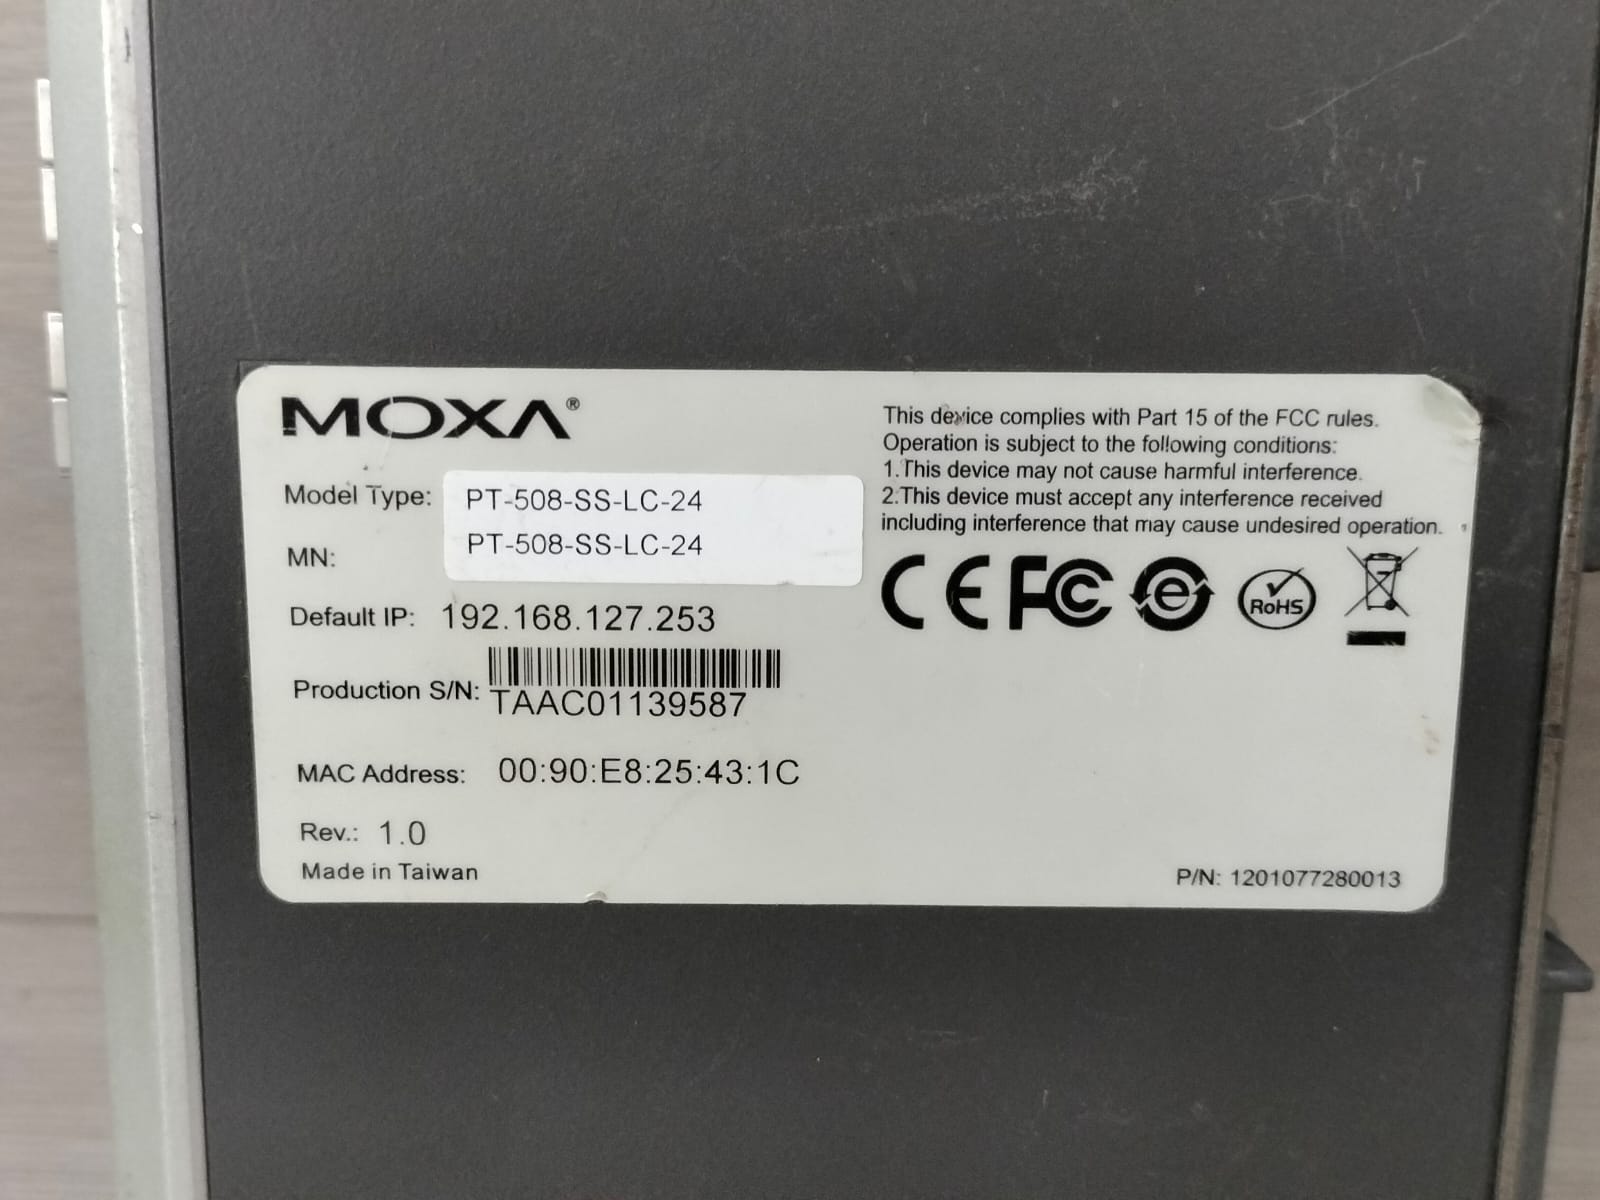 MOXA®
Model Type: PT-508-SS-LC-24
MN: PT-508-SS-LC-24
Default IP: 192.168.127.253
Production S/N: TAAC01139587
MAC Address: 00:90:E8:25:43:1C
Rev.: 1.0
Made in Taiwan
This device complies with Part 15 of the FCC rules.
Operation is subject to the following conditions:
1.This device may not cause harmful interference.
2.This device must accept any interference received
including interference that may cause undesired operation.
CE FC e RoHS
P/N: 1201077280013